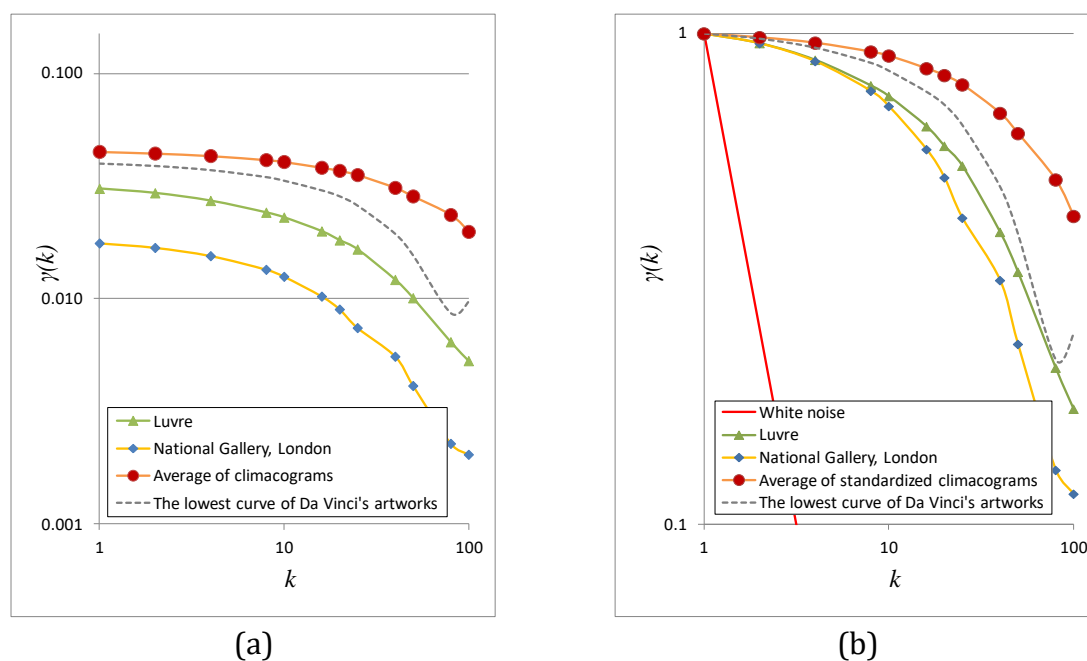 0.100
0.010
0.001
γ(k)
Luvre
National Gallery, London
Average of climacograms
The lowest curve of Da Vinci's artworks
1
10
100
k
(a)
1
0.1
γ(k)
White noise
Luvre
National Gallery, London
Average of standardized climacograms
The lowest curve of Da Vinci's artworks
1
10
100
k
(b)